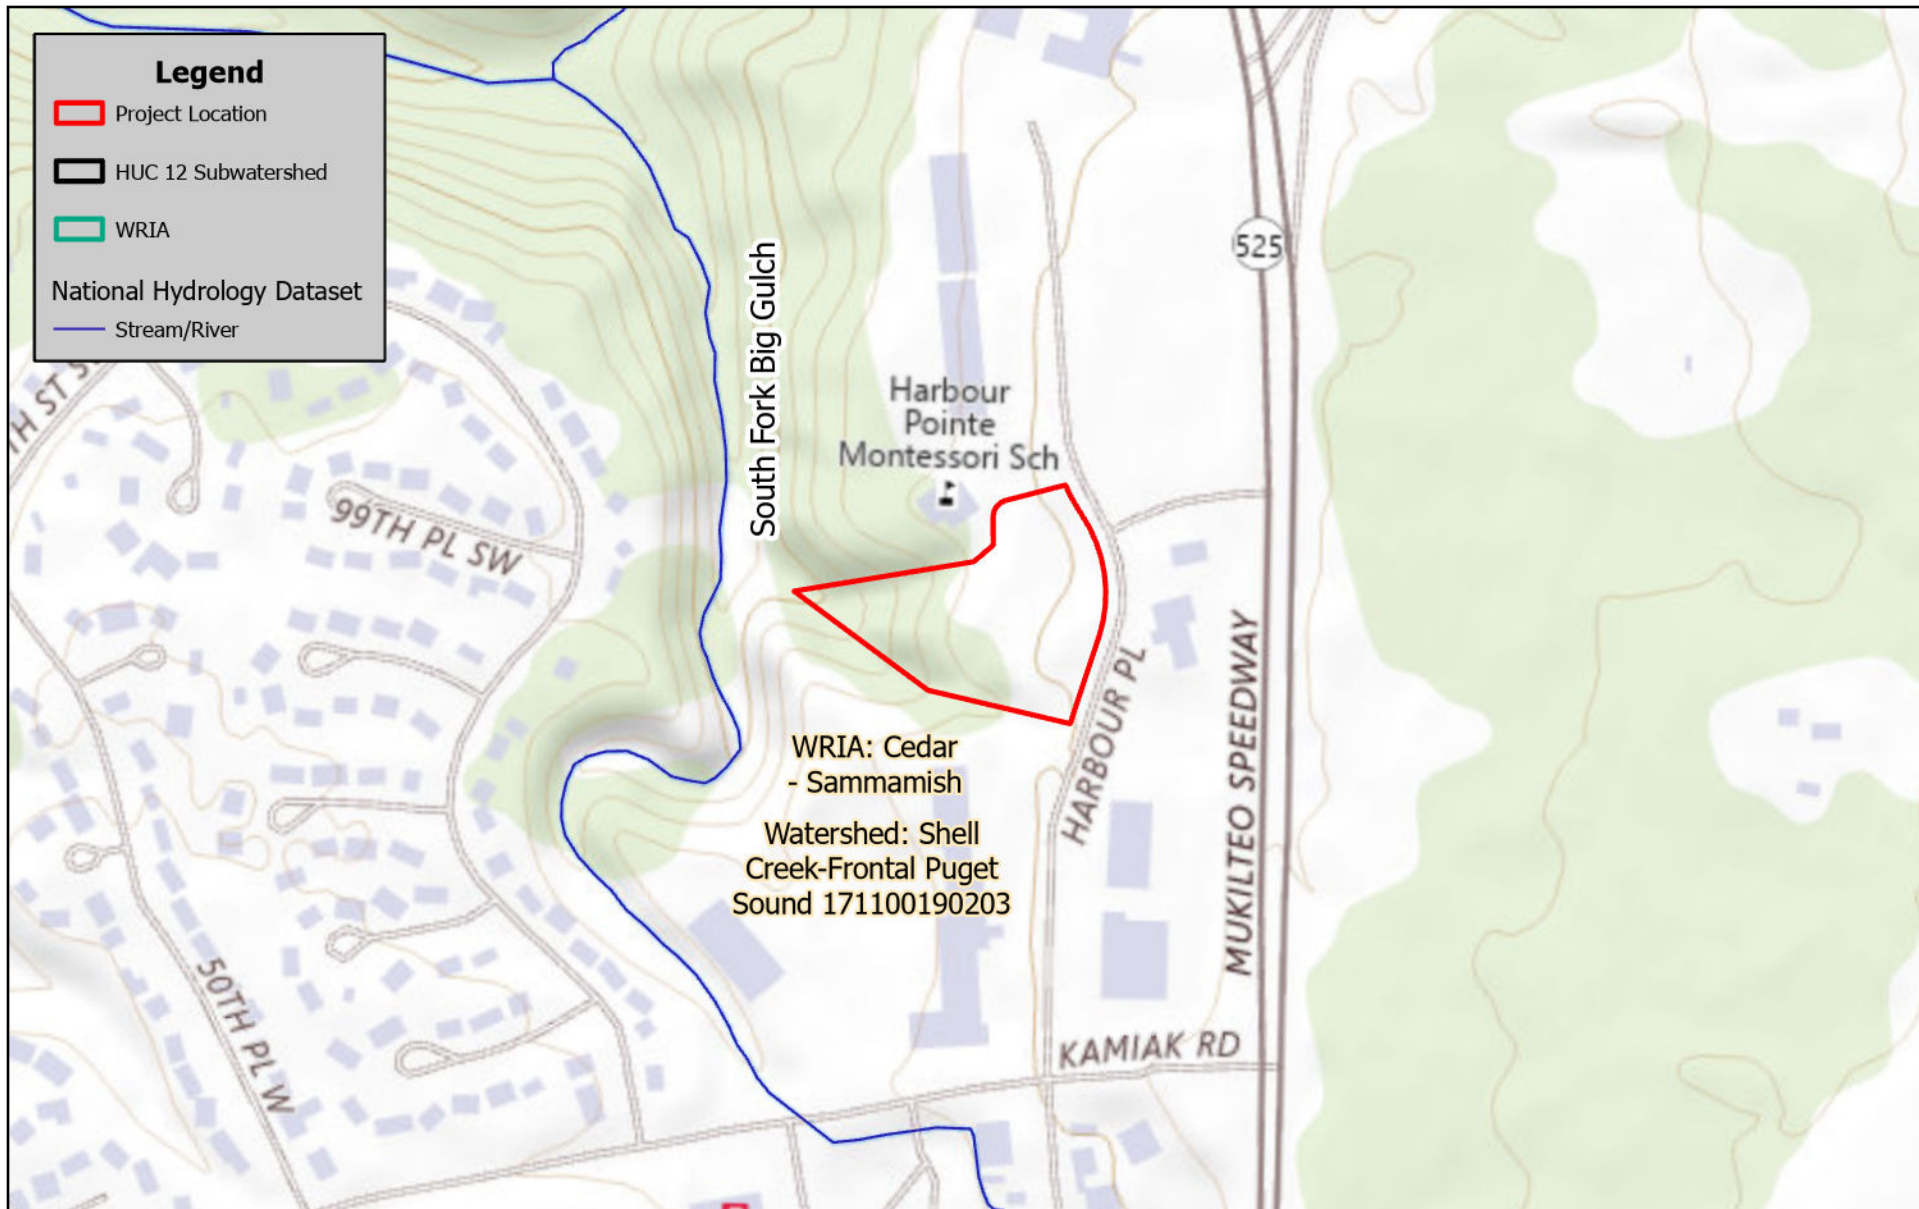 Legend
Project Location
HUC 12 Subwatershed
WRIA
National Hydrology Dataset
Stream/River
TH ST S
99TH PL SW
50TH PL W
South Fork Big Gulch
Harbour
Pointe
Montessori Sch
525
HARBOUR PL
MUKILTEO SPEEDWAY
WRIA: Cedar
- Sammamish
Watershed: Shell
Creek-Frontal Puget
Sound 171100190203
KAMIAK RD